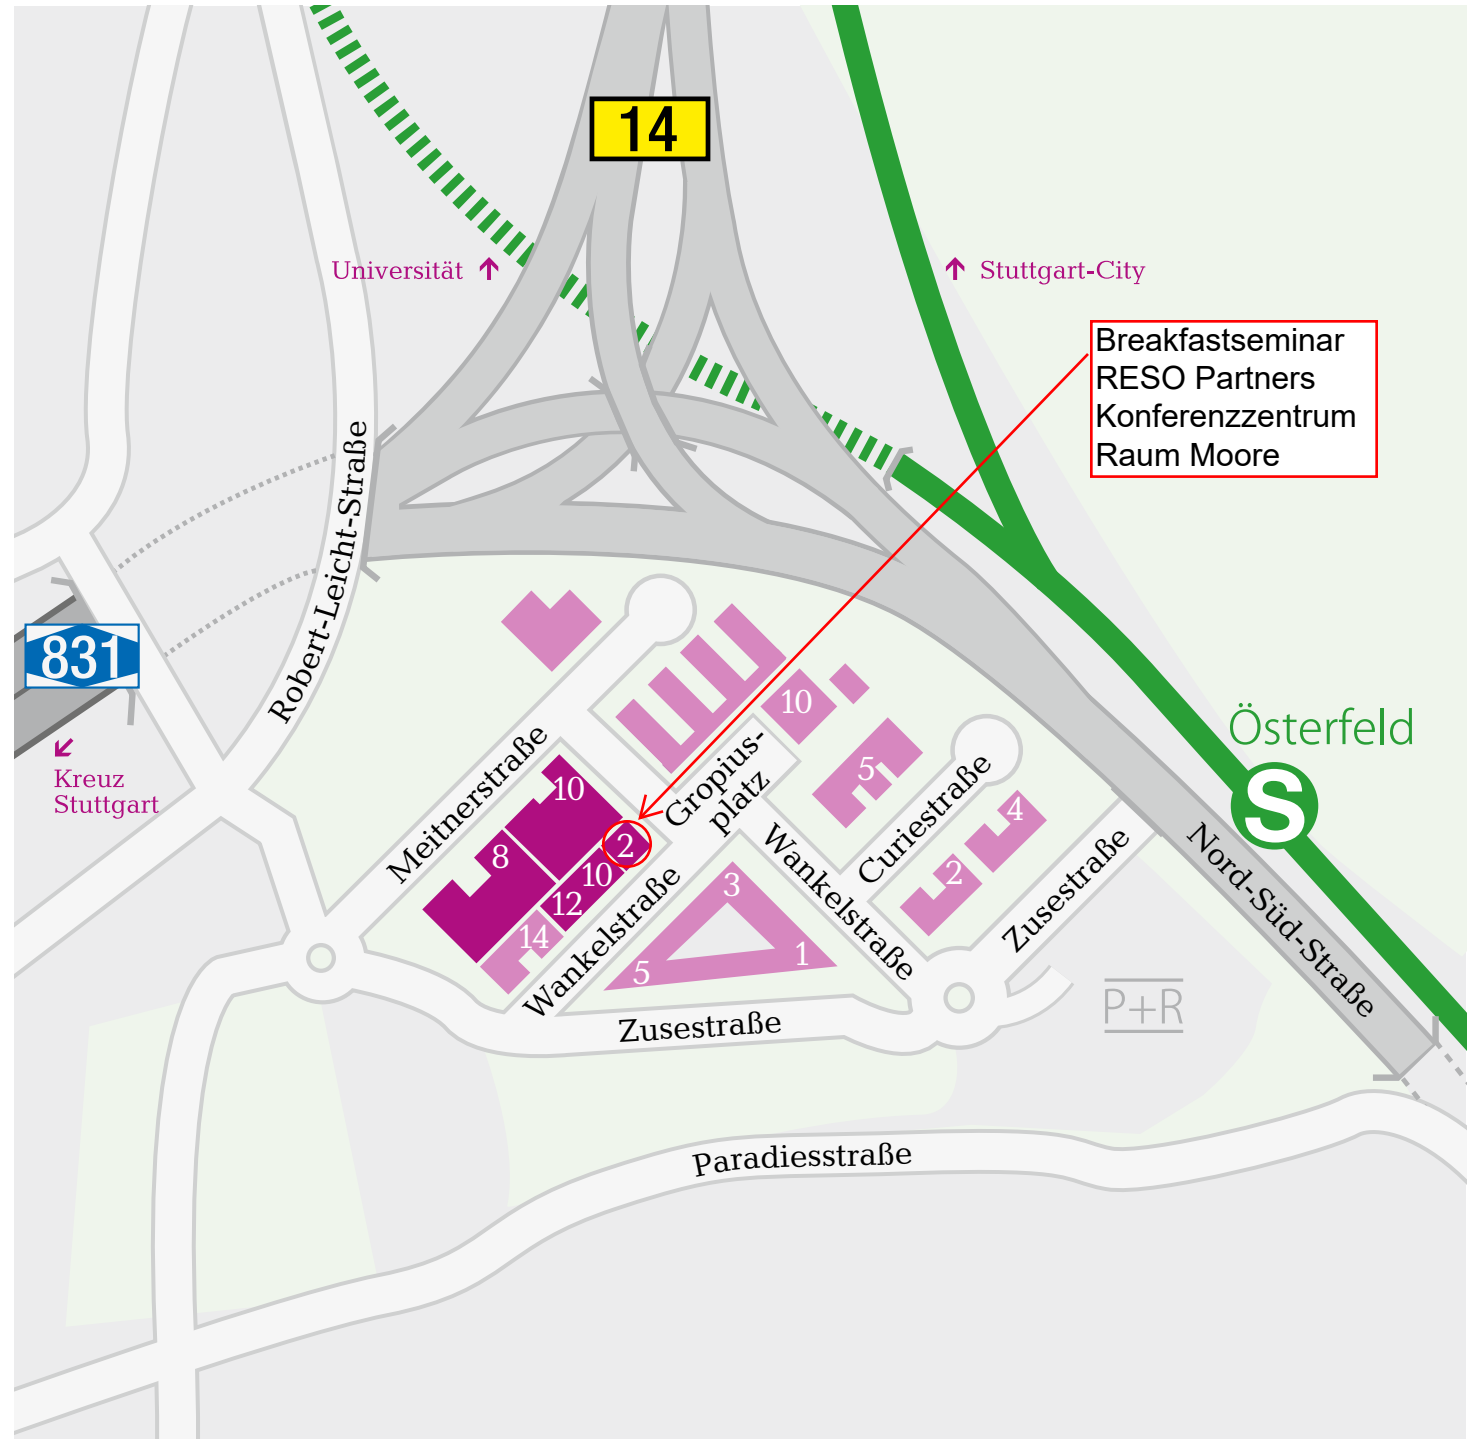 14
Universität
Stuttgart-City
Breakfastseminar
RESO Partners
Konferenzzentrum
Raum Moore
Robert-Leicht-Straße
831
Kreuz
Stuttgart
Österfeld
S
Meitnerstraße
Gropius-
platz
10
5
4
2
Curiestraße
Zusestraße
Nord-Süd-Straße
10
8
2
10
12
14
Wankelstraße
Wankelstraße
3
1
5
Zusestraße
P+R
Paradiesstraße